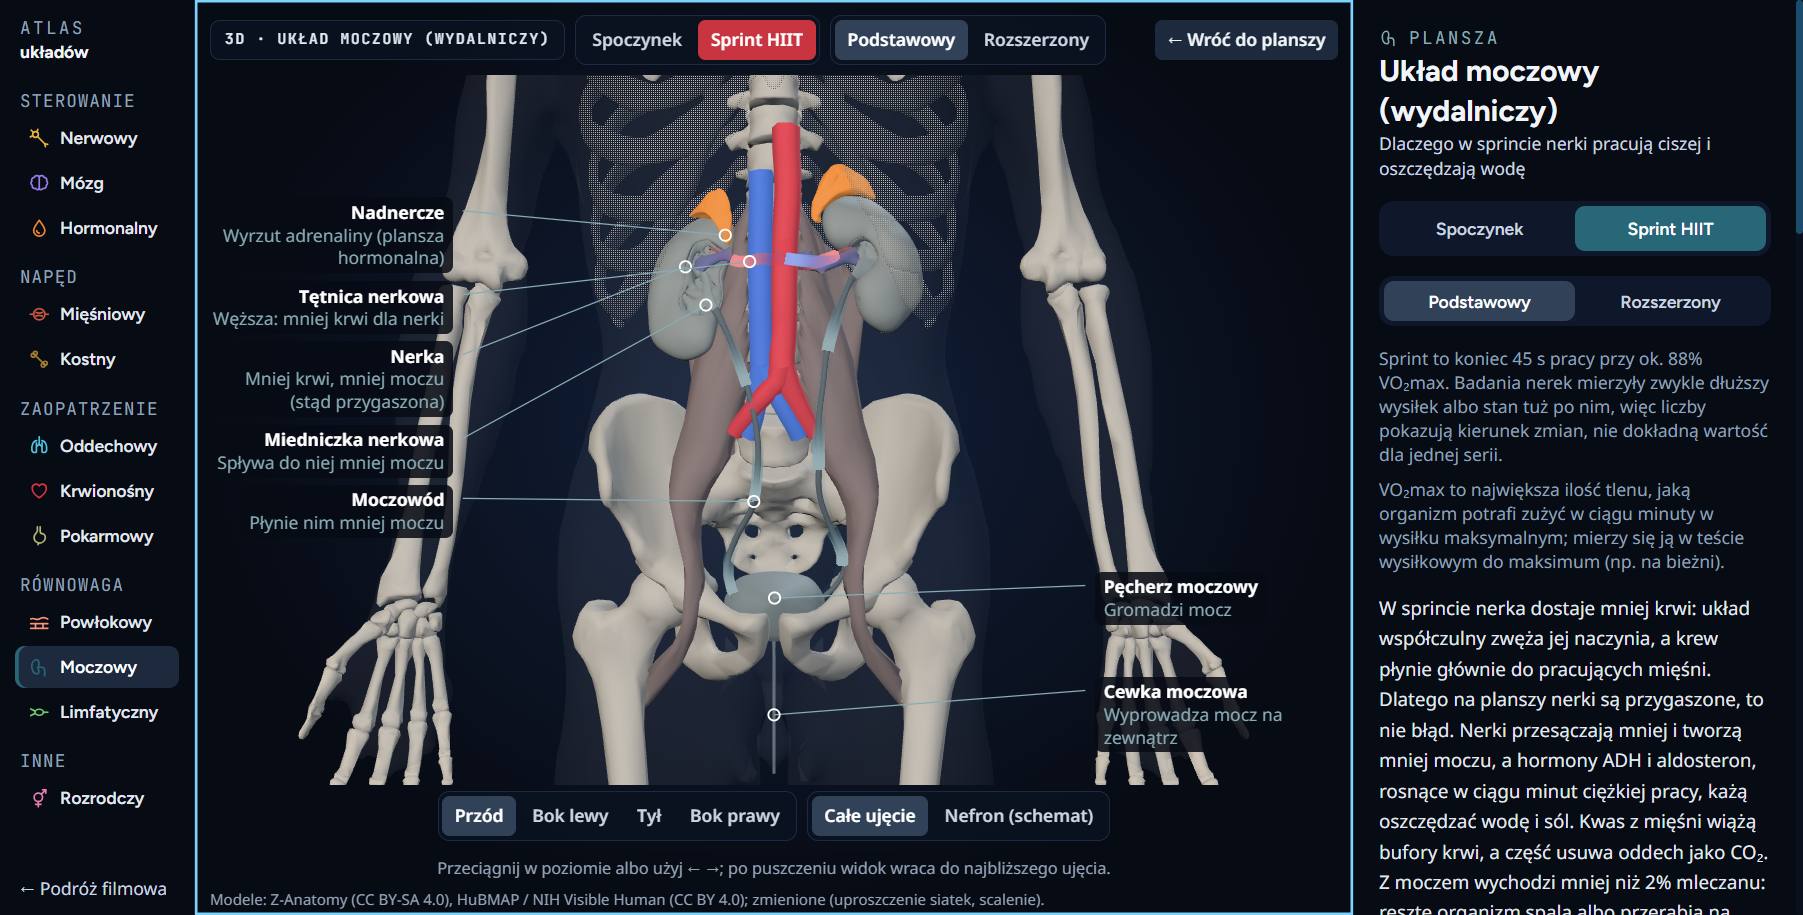 ATLAS
układów
STEROWANIE
Nerwowy
Mózg
Hormonalny
NAPĘD
Mięśniowy
Kostny
ZAOPATRZENIE
Oddechowy
Krwionośny
Pokarmowy
RÓWNOWAGA
Powłokowy
Moczowy
Limfatyczny
INNE
Rozrodczy
← Podróż filmowa
3D · UKŁAD MOCZOWY (WYDALNICZY)
Spoczynek
Sprint HIIT
Podstawowy
Rozszerzony
← Wróć do planszy
Nadnercze
Wyrzut adrenaliny (plansza
hormonalna)
Tętnica nerkowa
Węższa: mniej krwi dla nerki
Nerka
Mniej krwi, mniej moczu
(stąd przygaszona)
Miedniczka nerkowa
Spływa do niej mniej moczu
Moczowód
Płynie nim mniej moczu
Pęcherz moczowy
Gromadzi mocz
Cewka moczowa
Wyprowadza mocz na
zewnątrz
Przód
Bok lewy
Tył
Bok prawy
Całe ujęcie
Nefron (schemat)
Przeciągnij w poziomie albo użyj ← →; po puszczeniu widok wraca do najbliższego ujęcia.
Modele: Z-Anatomy (CC BY-SA 4.0), HuBMAP / NIH Visible Human (CC BY 4.0); zmienione (uproszczenie siatek, scalenie).
PLANSZA
Układ moczowy
(wydalniczy)
Dlaczego w sprincie nerki pracują ciszej i
oszczędzają wodę
Spoczynek
Sprint HIIT
Podstawowy
Rozszerzony
Sprint to koniec 45 s pracy przy ok. 88%
VO₂max. Badania nerek mierzyły zwykle dłuższy
wysiłek albo stan tuż po nim, więc liczby
pokazują kierunek zmian, nie dokładną wartość
dla jednej serii.
VO₂max to największa ilość tlenu, jaką
organizm potrafi zużyć w ciągu minuty w
wysiłku maksymalnym; mierzy się ją w teście
wysiłkowym do maksimum (np. na bieżni).
W sprincie nerka dostaje mniej krwi: układ
współczulny zwęża jej naczynia, a krew
płynie głównie do pracujących mięśni.
Dlatego na planszy nerki są przygaszone, to
nie błąd. Nerki przesączają mniej i tworzą
mniej moczu, a hormony ADH i aldosteron,
rosnące w ciągu minut ciężkiej pracy, każą
oszczędzać wodę i sól. Kwas z mięśni wiążą
bufory krwi, a część usuwa oddech jako CO₂.
Z moczem wychodzi mniej niż 2% mleczanu:
resztę organizm spala albo przerabia na